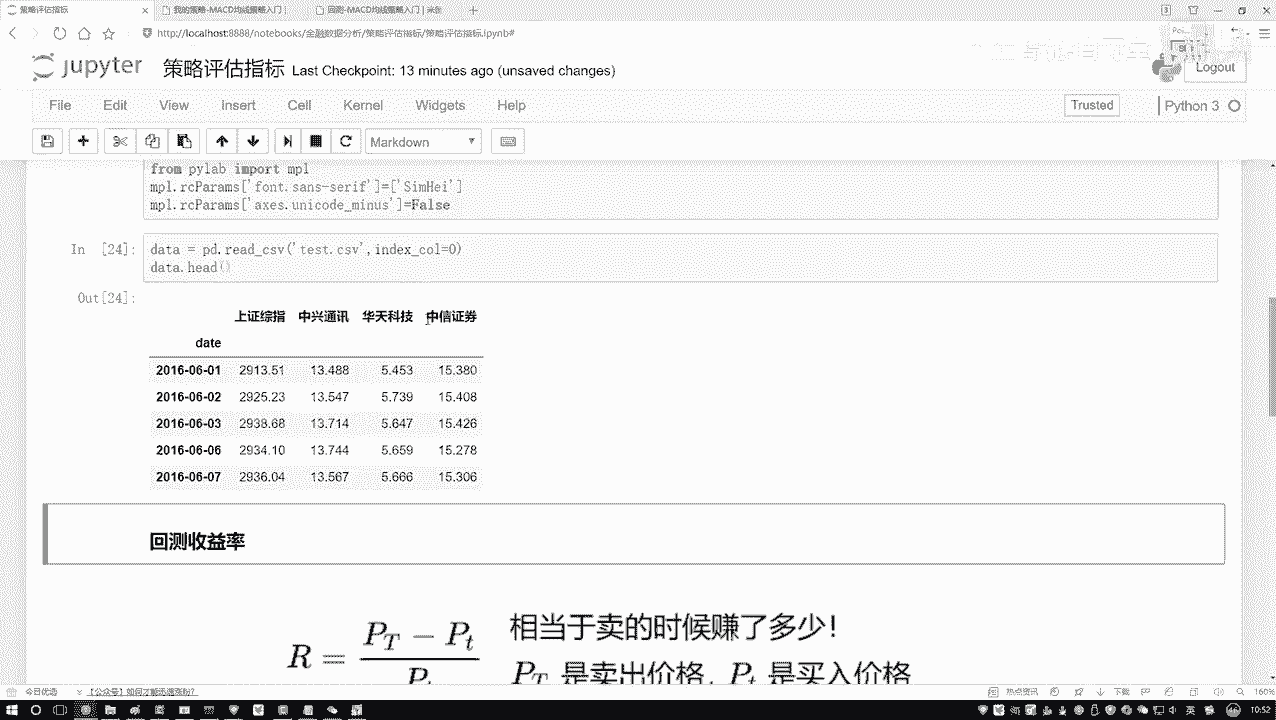 策略评估指标
我的策略-MACD均线策略入门
回测-MACD均线策略入门 | 米筐
http://localhost:8888/notebooks/金融数据分析/策略评估指标/策略评估指标.ipynb#
jupyter 策略评估指标 Last Checkpoint: 13 minutes ago (unsaved changes)
Logout
File Edit View Insert Cell Kernel Widgets Help
Trusted Python 3
Markdown
from pylab import mpl
mpl.rcParams['font.sans-serif']=['SimHei']
mpl.rcParams['axes.unicode_minus']=False
In [24]: data = pd.read_csv('test.csv',index_col=0)
data.head()
Out[24]:
上证综指 中兴通讯 华天科技 中信证券
date
2016-06-01 2913.51 13.488 5.453 15.380
2016-06-02 2925.23 13.547 5.739 15.408
2016-06-03 2938.68 13.714 5.647 15.426
2016-06-06 2934.10 13.744 5.659 15.278
2016-06-07 2936.04 13.567 5.666 15.306
回测收益率
R = P_T − P_t 相当于卖的时候赚了多少!
P_T 是卖出价格, P_t 是买入价格
今日优选 【公众号】如何才能迅速涨粉?
热点资讯 下载 160%
英 10:52